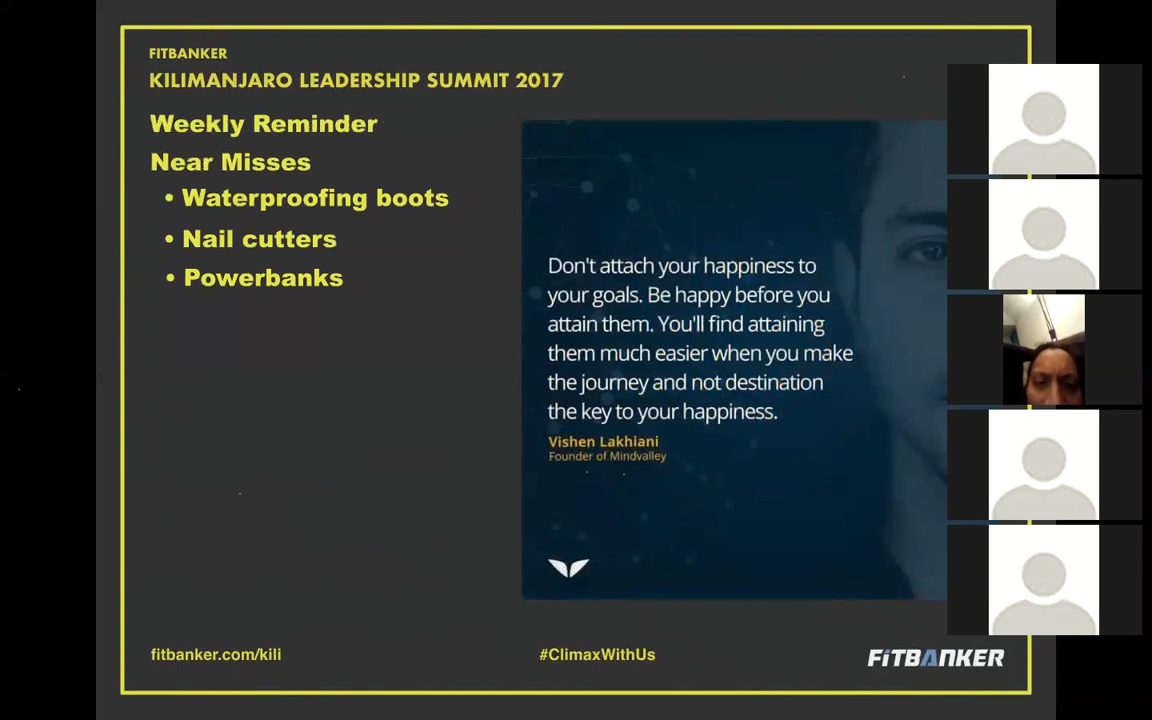 FITBANKER
KILIMANJARO LEADERSHIP SUMMIT 2017
Weekly Reminder
Near Misses
• Waterproofing boots
• Nail cutters
• Powerbanks
Don't attach your happiness to
your goals. Be happy before you
attain them. You'll find attaining
them much easier when you make
the journey and not destination
the key to your happiness.
Vishen Lakhiani
Founder of Mindvalley
fitbanker.com/kili
#ClimaxWithUs
FITBANKER